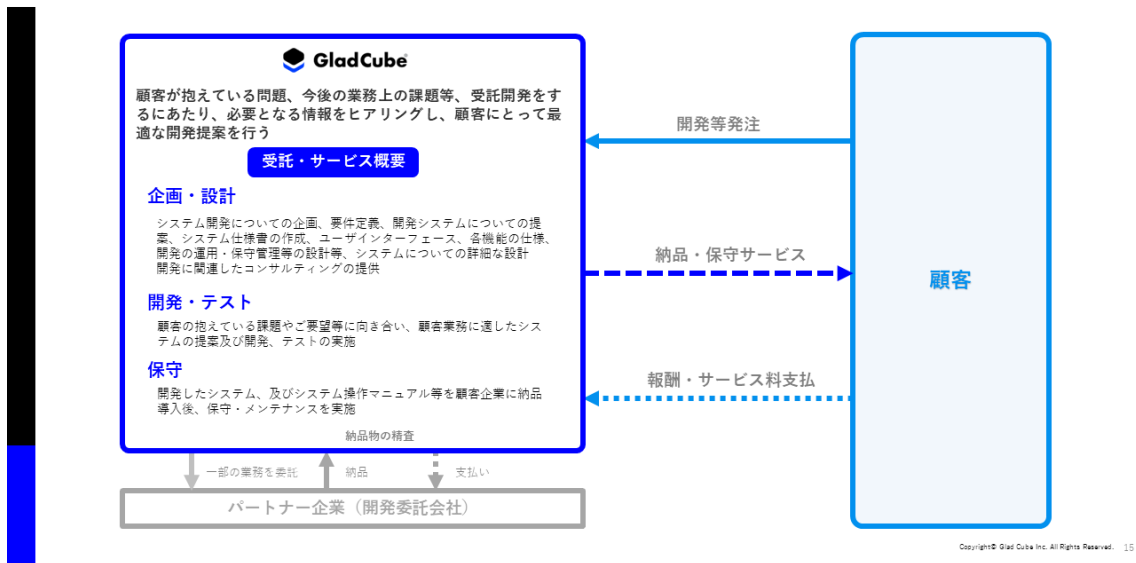 GladCube
顧客が抱えている問題、今後の業務上の課題等、受託開発をす
るにあたり、必要となる情報をヒアリングし、顧客にとって最
適な開発提案を行う
受託・サービス概要
企画・設計
システム開発についての企画、要件定義、開発システムについての提
案、システム仕様書の作成、ユーザインターフェース、各機能の仕様、
開発の運用・保守管理等の設計等、システムについての詳細な設計
開発に関連したコンサルティングの提供
開発・テスト
顧客の抱えている課題やご要望等に向き合い、顧客業務に適したシス
テムの提案及び開発、テストの実施
保守
開発したシステム、及びシステム操作マニュアル等を顧客企業に納品
導入後、保守・メンテナンスを実施
納品物の精査
一部の業務を委託
納品
支払い
パートナー企業（開発委託会社）
開発等発注
納品・保守サービス
報酬・サービス料支払
顧客
Copyright© Glad Cube Inc. All Rights Reserved.
15